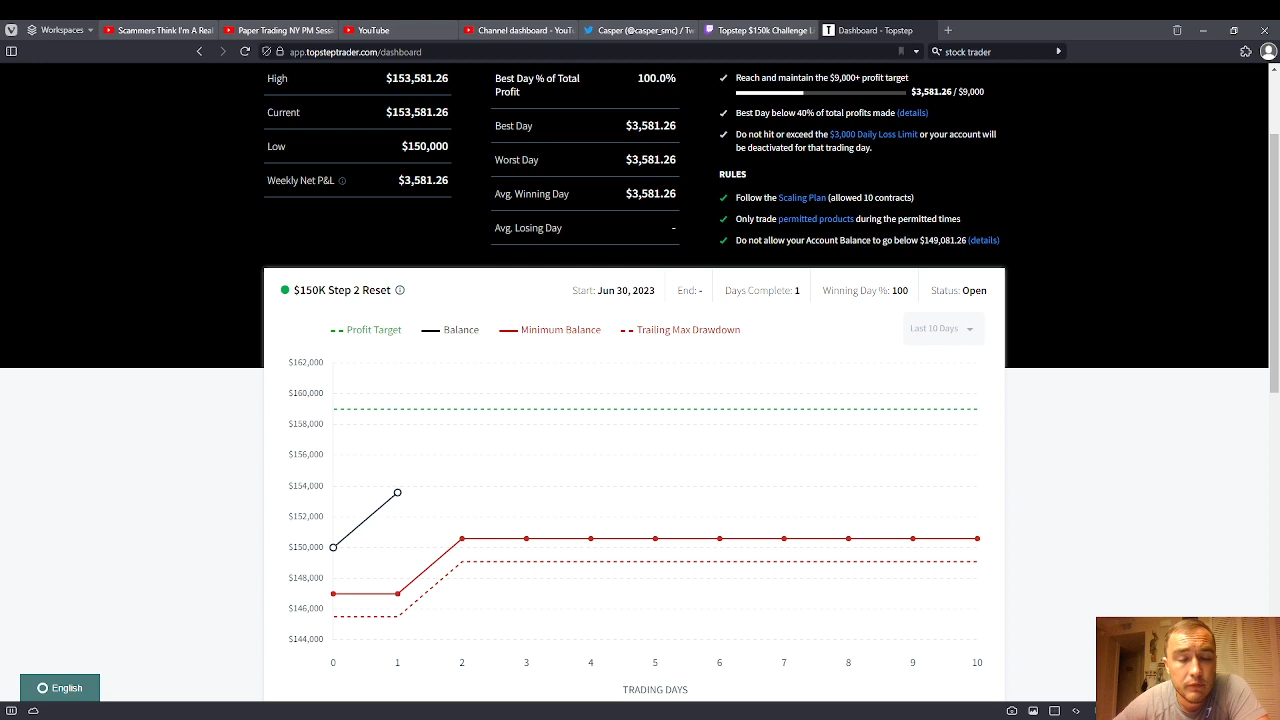 Workspaces
Scammers Think I'm A Real
Paper Trading NY PM Sessi
YouTube
Channel dashboard - YouT
Casper (@casper_smc) / Tw
Topstep $150k Challenge L
Dashboard - Topstep
app.topsteptrader.com/dashboard
stock trader
High $153,581.26
Current $153,581.26
Low $150,000
Weekly Net P&L $3,581.26
Best Day % of Total Profit 100.0%
Best Day $3,581.26
Worst Day $3,581.26
Avg. Winning Day $3,581.26
Avg. Losing Day -
Reach and maintain the $9,000+ profit target
$3,581.26 / $9,000
Best Day below 40% of total profits made (details)
Do not hit or exceed the $3,000 Daily Loss Limit or your account will
be deactivated for that trading day.
RULES
Follow the Scaling Plan (allowed 10 contracts)
Only trade permitted products during the permitted times
Do not allow your Account Balance to go below $149,081.26 (details)
$150K Step 2 Reset
Start: Jun 30, 2023
End: -
Days Complete: 1
Winning Day %: 100
Status: Open
Profit Target
Balance
Minimum Balance
Trailing Max Drawdown
Last 10 Days
$162,000
$160,000
$158,000
$156,000
$154,000
$152,000
$150,000
$148,000
$146,000
$144,000
0 1 2 3 4 5 6 7 8 9 10
TRADING DAYS
English